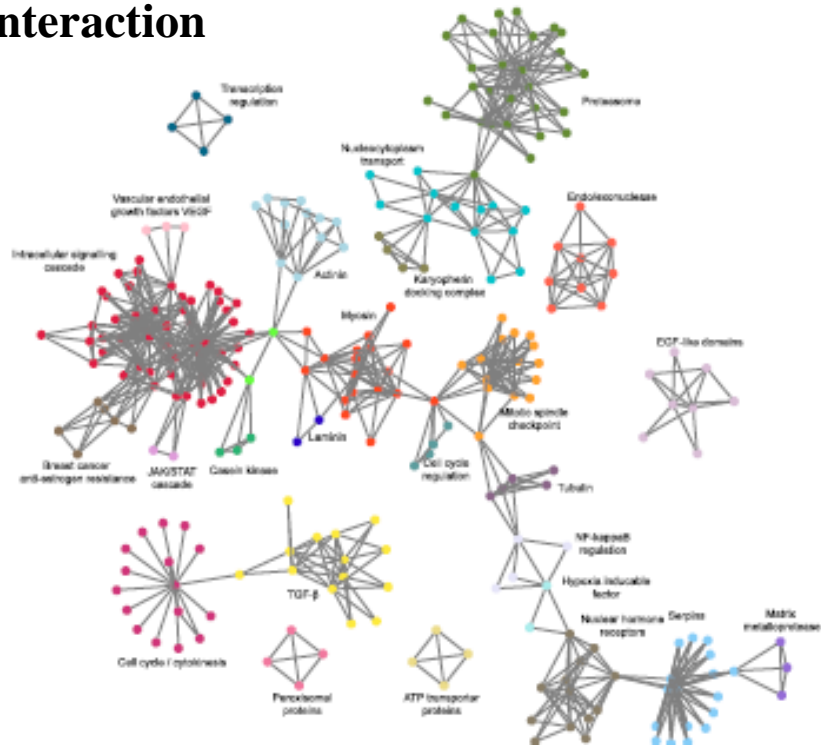 nteraction
Transcription
regulation
Proteasome
Nucleocytoplasm
transport
Vascular endothelial
growth factors VEGF
Endo/exonuclease
Intracellular signalling
cascade
Actinin
Karyopherin
docking complex
Myosin
EGF-like domains
Mitotic spindle
checkpoint
Laminin
Breast cancer
anti-estrogen resistance
JAK/STAT
cascade
Casein kinase
Cell cycle
regulation
Tubulin
NF-kappaB
regulation
TGF-β
Hypoxia inducable
factor
Nuclear hormone
receptors
Serpins
Matrix
metalloprotease
Cell cycle / cytokinesis
Peroxisomal
proteins
ATP transporter
proteins